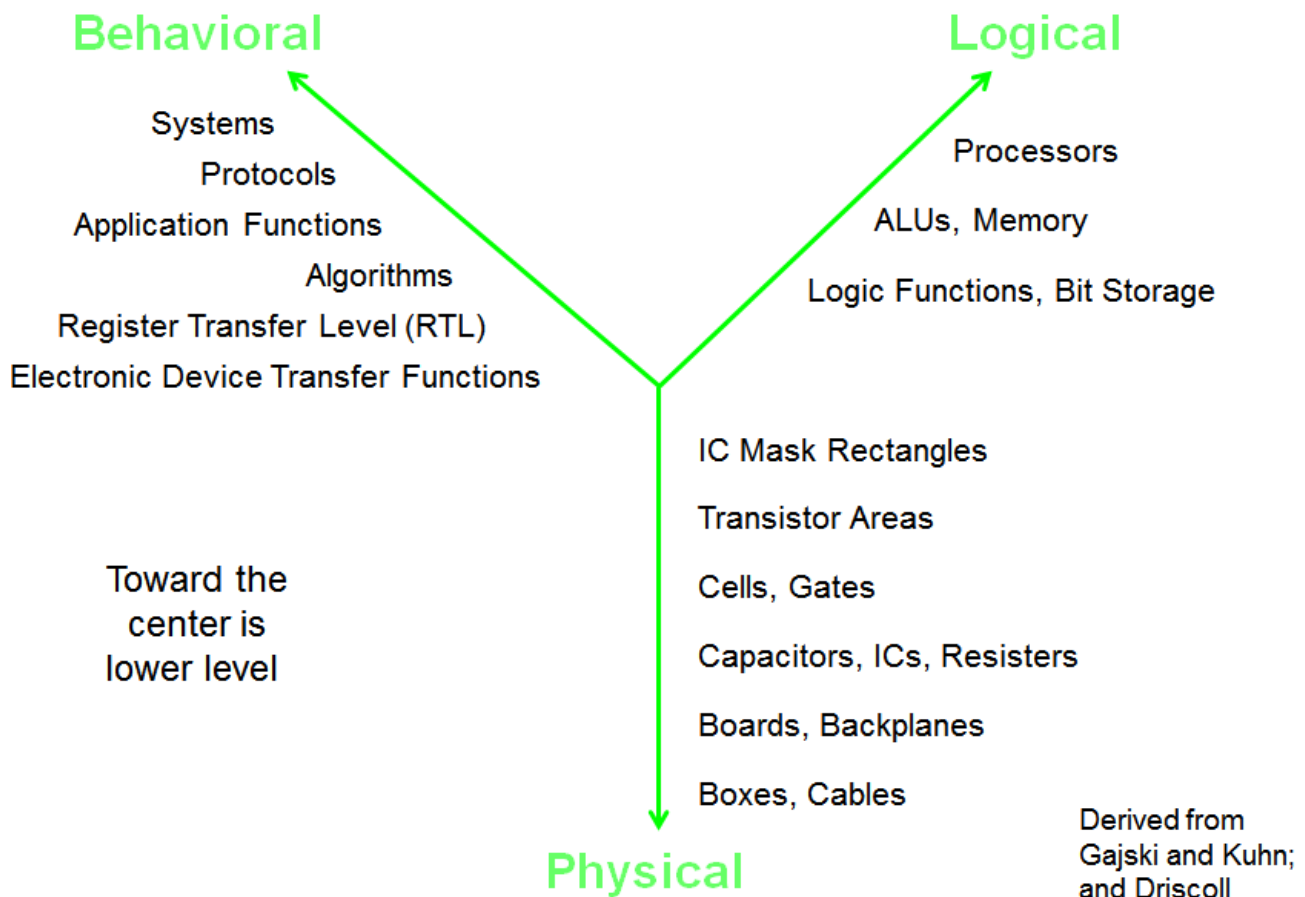 Behavioral
Logical
Systems
Protocols
Application Functions
Algorithms
Register Transfer Level (RTL)
Electronic Device Transfer Functions
Processors
ALUs, Memory
Logic Functions, Bit Storage
IC Mask Rectangles
Transistor Areas
Cells, Gates
Capacitors, ICs, Resisters
Boards, Backplanes
Boxes, Cables
Toward the
center is
lower level
Physical
Derived from
Gajski and Kuhn;
and Driscoll